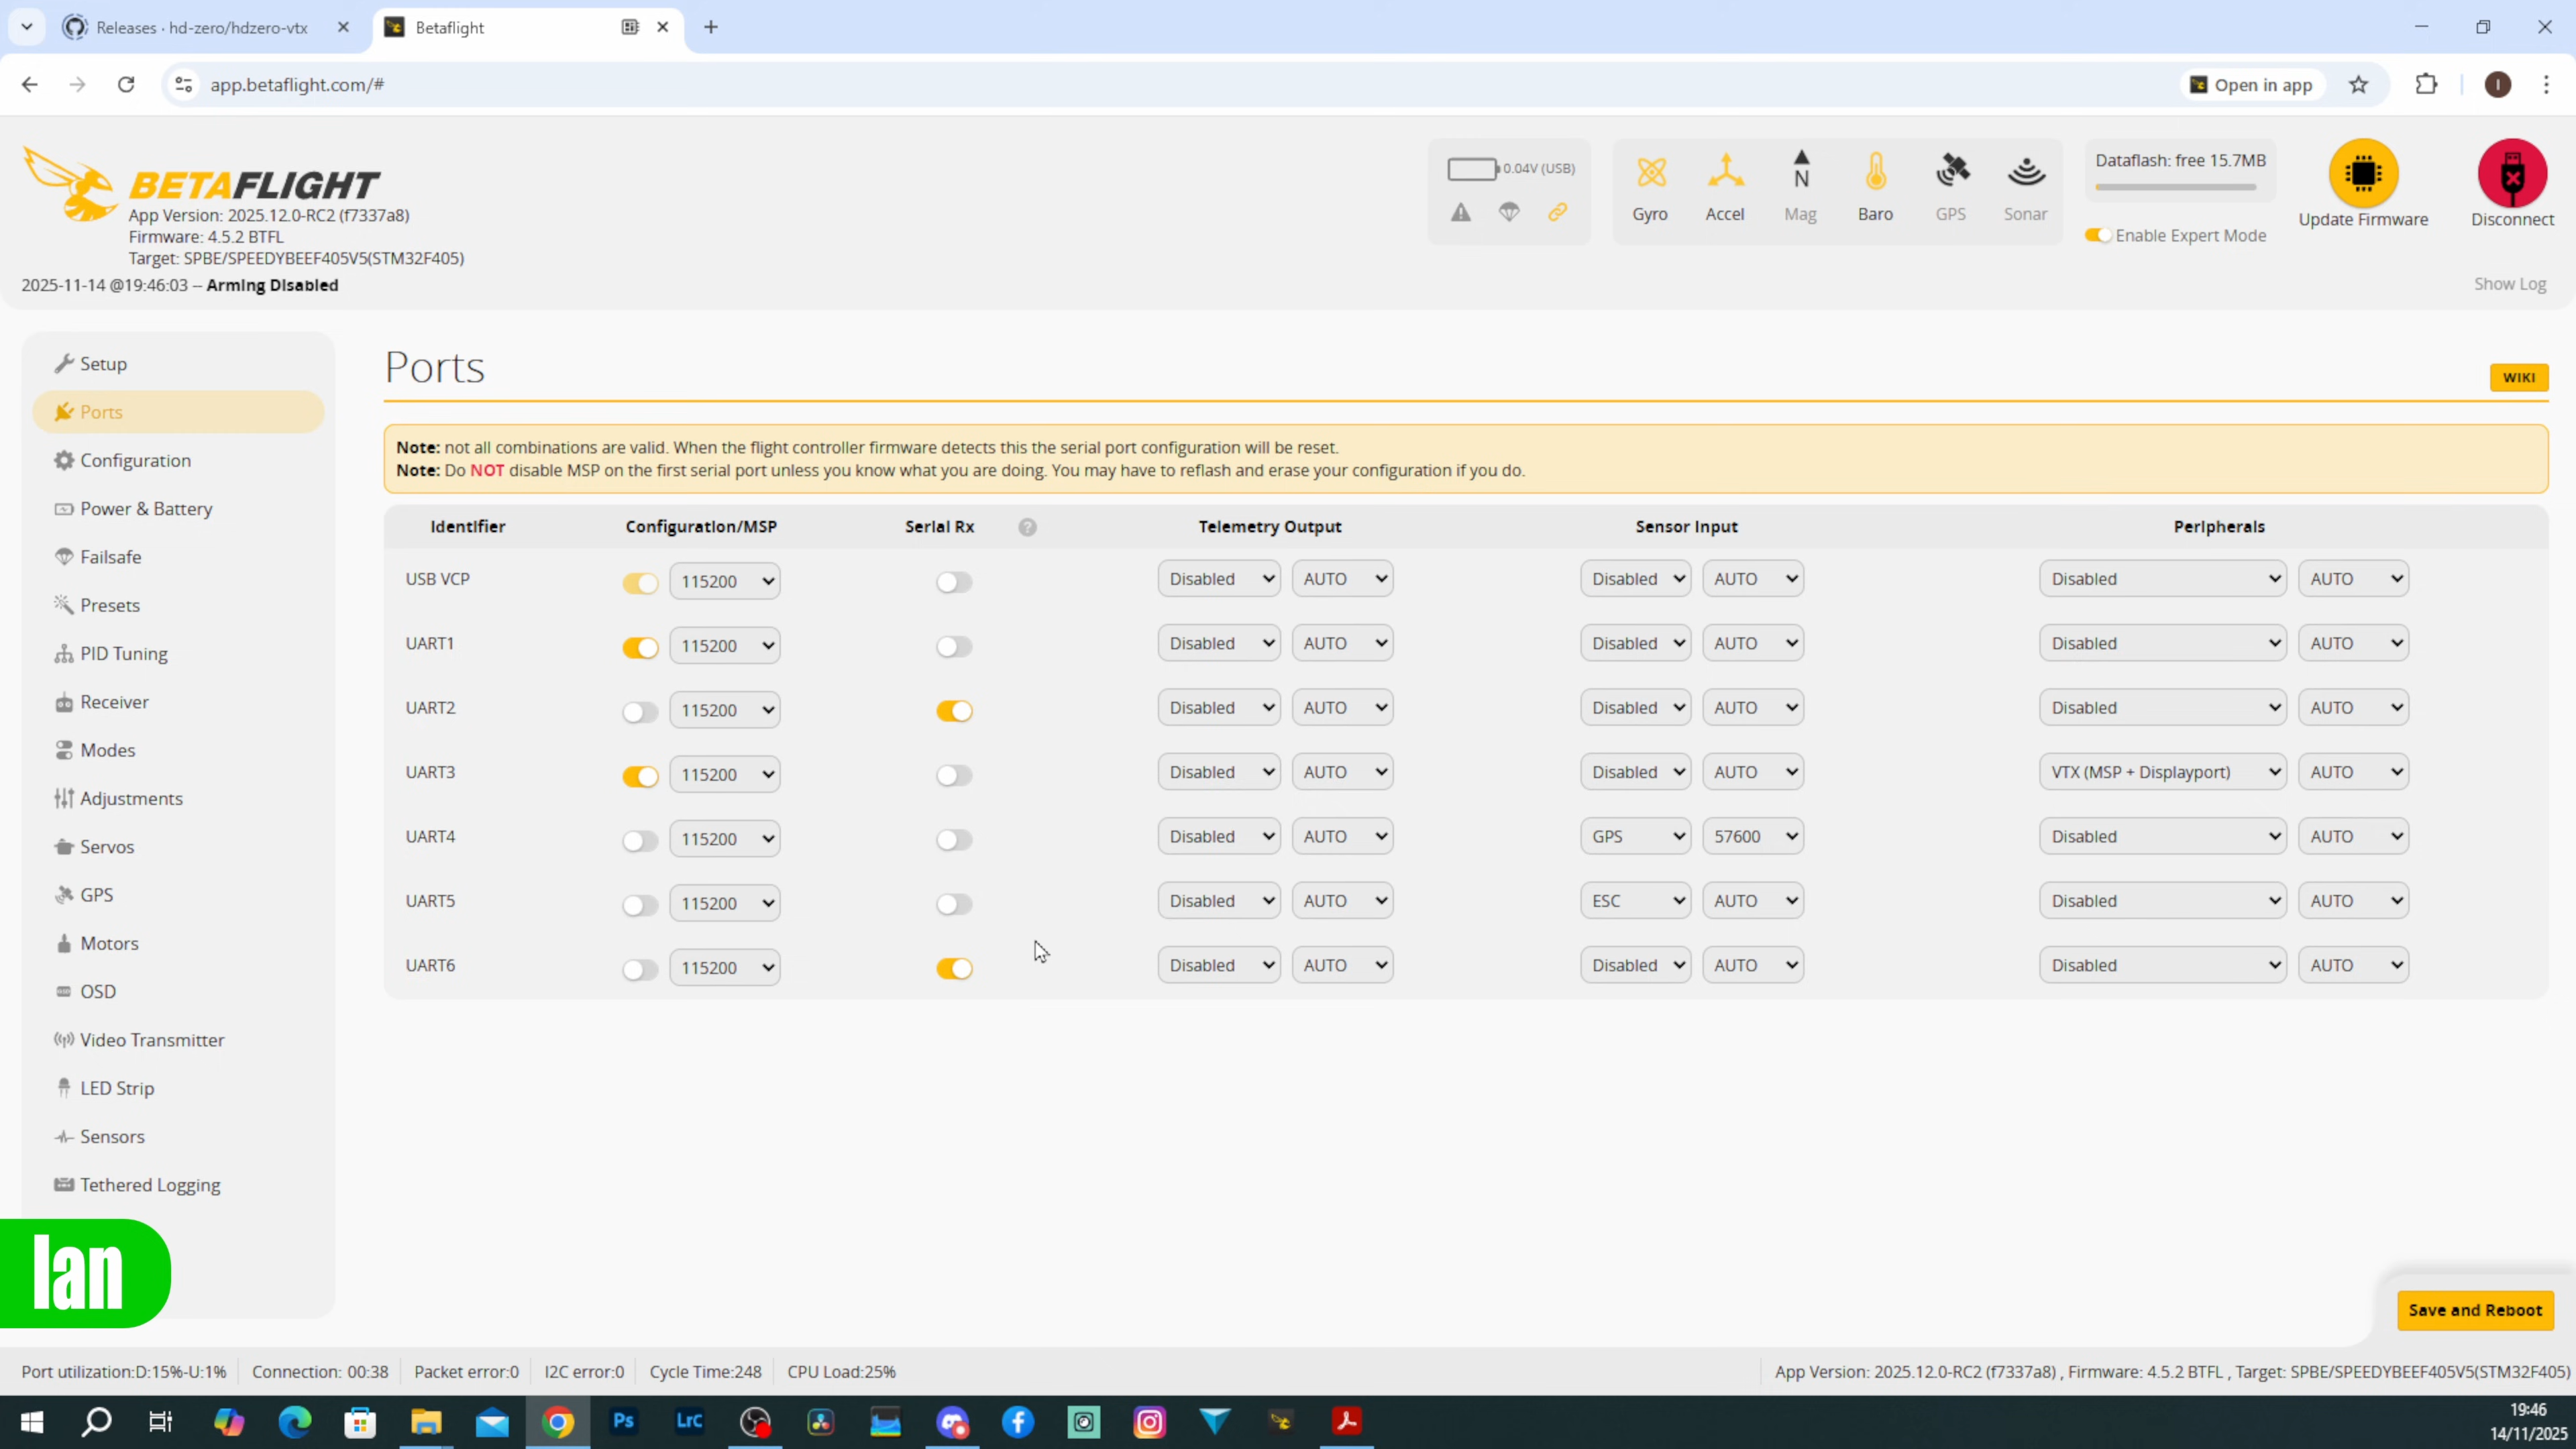 Releases · hd-zero/hdzero-vtx
Betaflight
app.betaflight.com/#
Open in app
I
BETAFLIGHT
App Version: 2025.12.0-RC2 (f7337a8)
Firmware: 4.5.2 BTFL
Target: SPBE/SPEEDYBEEF405V5(STM32F405)
2025-11-14 @19:46:03 -- Arming Disabled
0.04V (USB)
N
Gyro Accel Mag Baro GPS Sonar
Dataflash: free 15.7MB
Enable Expert Mode
Update Firmware
Disconnect
Show Log
Setup
Ports
Configuration
Power & Battery
Failsafe
Presets
PID Tuning
Receiver
Modes
Adjustments
Servos
GPS
Motors
OSD
Video Transmitter
LED Strip
Sensors
Tethered Logging
Ian
Ports
WIKI
Note: not all combinations are valid. When the flight controller firmware detects this the serial port configuration will be reset.
Note: Do NOT disable MSP on the first serial port unless you know what you are doing. You may have to reflash and erase your configuration if you do.
Identifier Configuration/MSP Serial Rx ? Telemetry Output Sensor Input Peripherals
USB VCP 115200 Disabled AUTO Disabled AUTO Disabled AUTO
UART1 115200 Disabled AUTO Disabled AUTO Disabled AUTO
UART2 115200 Disabled AUTO Disabled AUTO Disabled AUTO
UART3 115200 Disabled AUTO Disabled AUTO VTX (MSP + Displayport) AUTO
UART4 115200 Disabled AUTO GPS 57600 Disabled AUTO
UART5 115200 Disabled AUTO ESC AUTO Disabled AUTO
UART6 115200 Disabled AUTO Disabled AUTO Disabled AUTO
Save and Reboot
Port utilization:D:15%-U:1% Connection: 00:38 Packet error:0 I2C error:0 Cycle Time:248 CPU Load:25%
App Version: 2025.12.0-RC2 (f7337a8) , Firmware: 4.5.2 BTFL , Target: SPBE/SPEEDYBEEF405V5(STM32F405)
Ps
LrC
19:46
14/11/2025